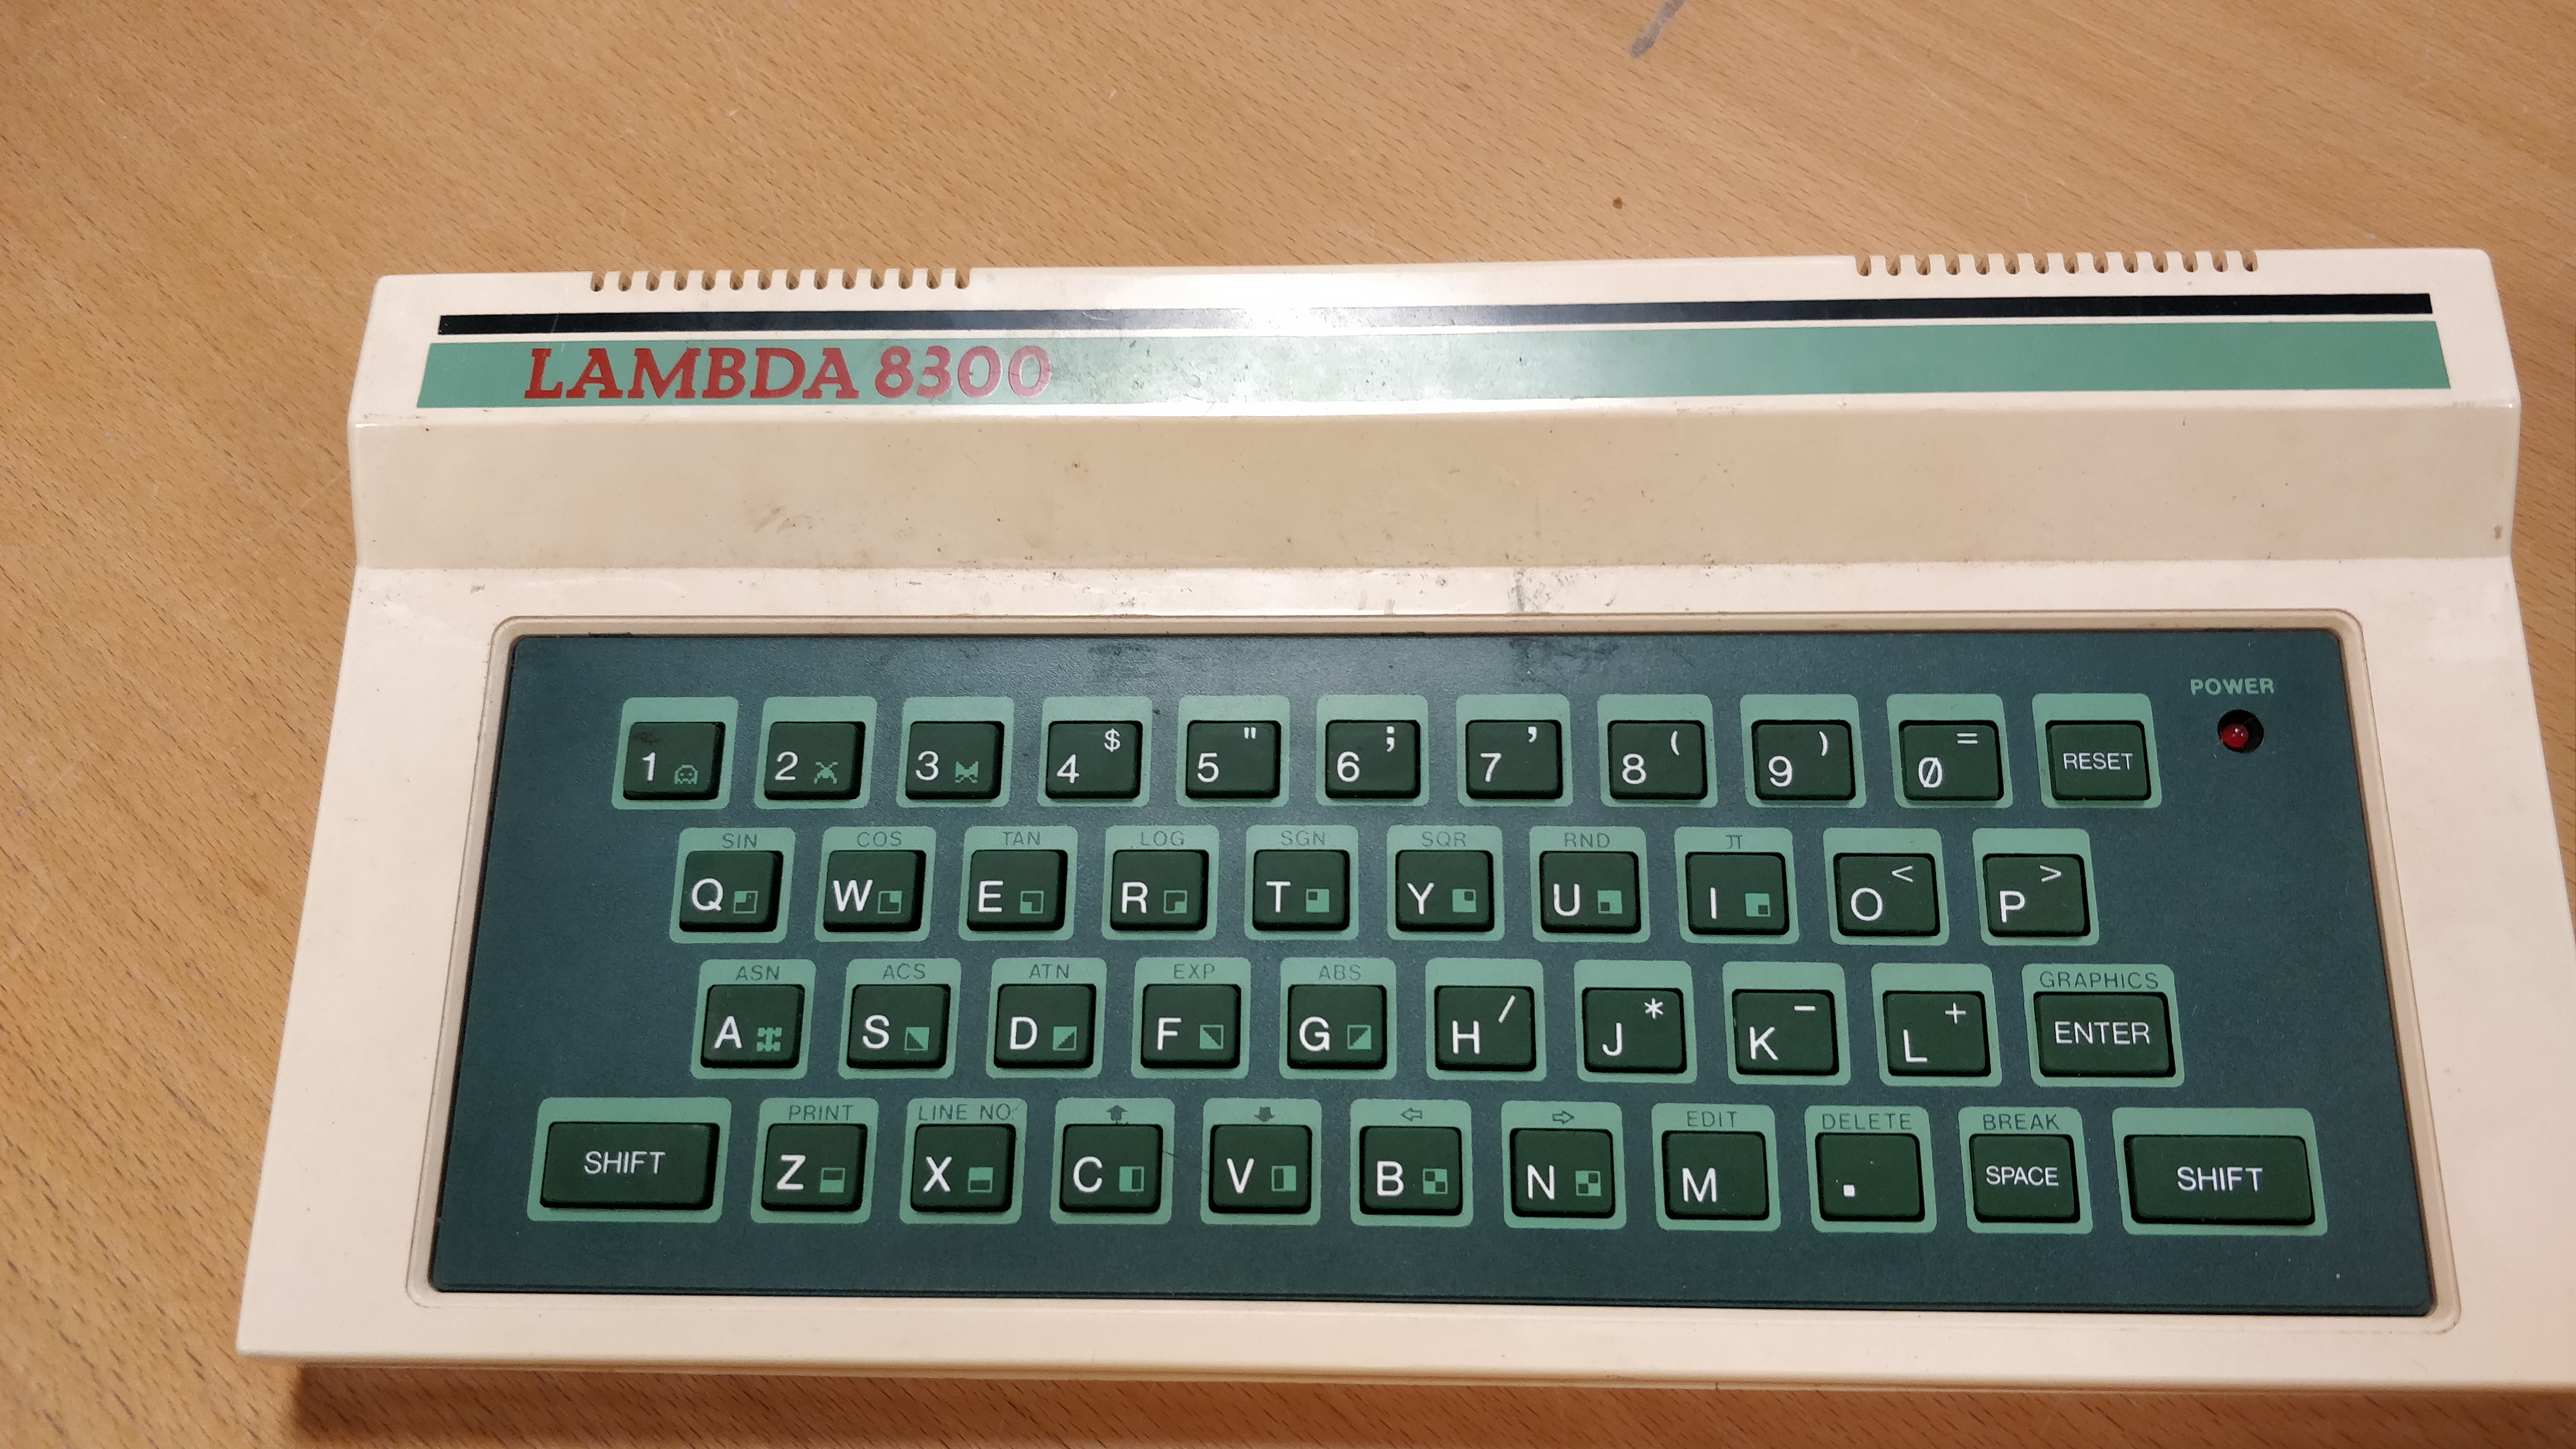 LAMBDA 8300
POWER
1 2 3 4 $ 5 " 6 ; 7 ' 8 ( 9 ) 0 = RESET
SIN COS TAN LOG SGN SQR RND π
Q W E R T Y U I O < P >
ASN ACS ATN EXP ABS GRAPHICS
A S D F G H / J * K - L + ENTER
PRINT LINE NO ⬆ ⬇ ⇦ ⇨ EDIT DELETE BREAK
SHIFT Z X C V B N M . SPACE SHIFT